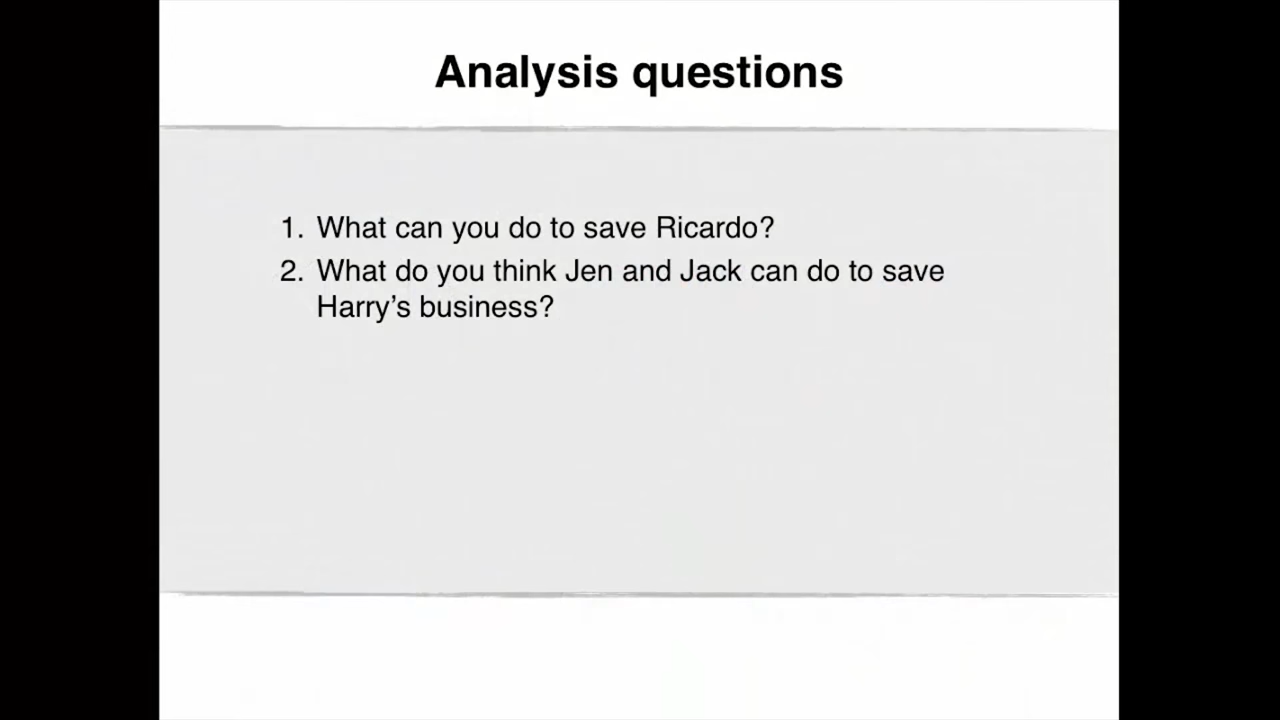 Analysis questions
1. What can you do to save Ricardo?
2. What do you think Jen and Jack can do to save
Harry’s business?